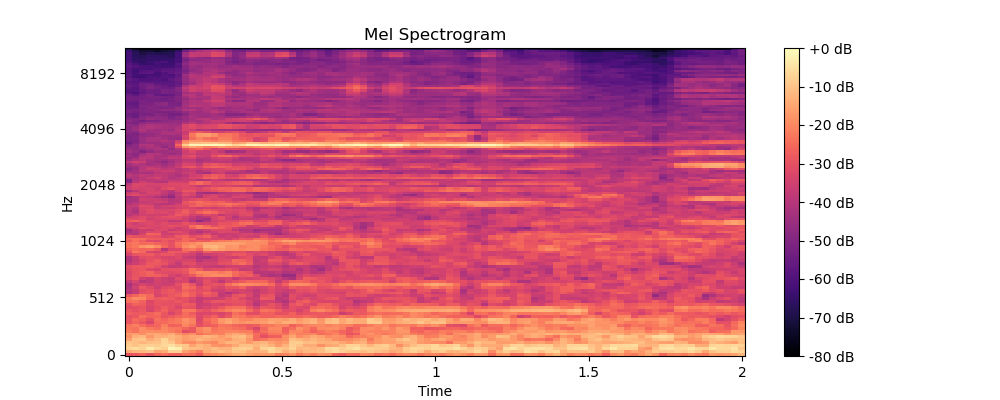 Mel Spectrogram
Hz
8192
4096
2048
1024
512
0
0
0.5
1
1.5
2
Time
+0 dB
-10 dB
-20 dB
-30 dB
-40 dB
-50 dB
-60 dB
-70 dB
-80 dB